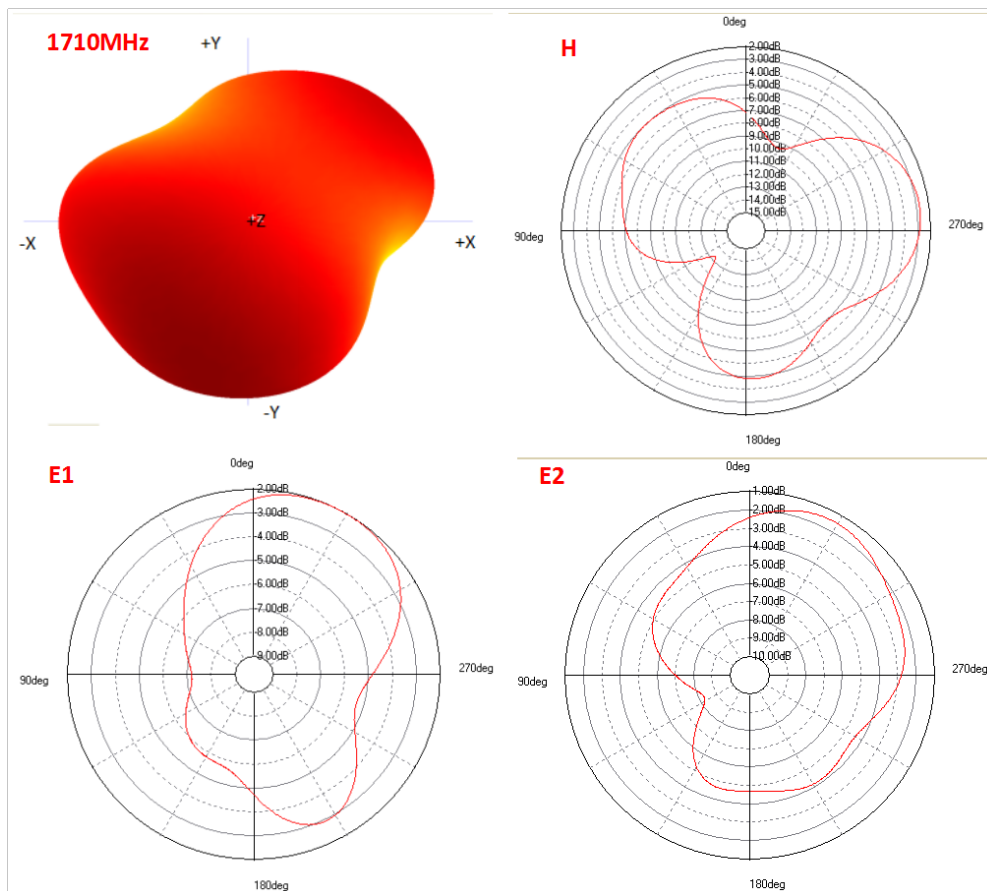 1710MHz
+Y
-X
+Z
+X
-Y
H
0deg
2.00dB
3.00dB
4.00dB
5.00dB
6.00dB
7.00dB
8.00dB
9.00dB
10.00dB
11.00dB
12.00dB
13.00dB
14.00dB
15.00dB
90deg
270deg
180deg
E1
0deg
2.00dB
3.00dB
4.00dB
5.00dB
6.00dB
7.00dB
8.00dB
9.00dB
90deg
270deg
180deg
E2
0deg
1.00dB
2.00dB
3.00dB
4.00dB
5.00dB
6.00dB
7.00dB
8.00dB
9.00dB
10.00dB
90deg
270deg
180deg